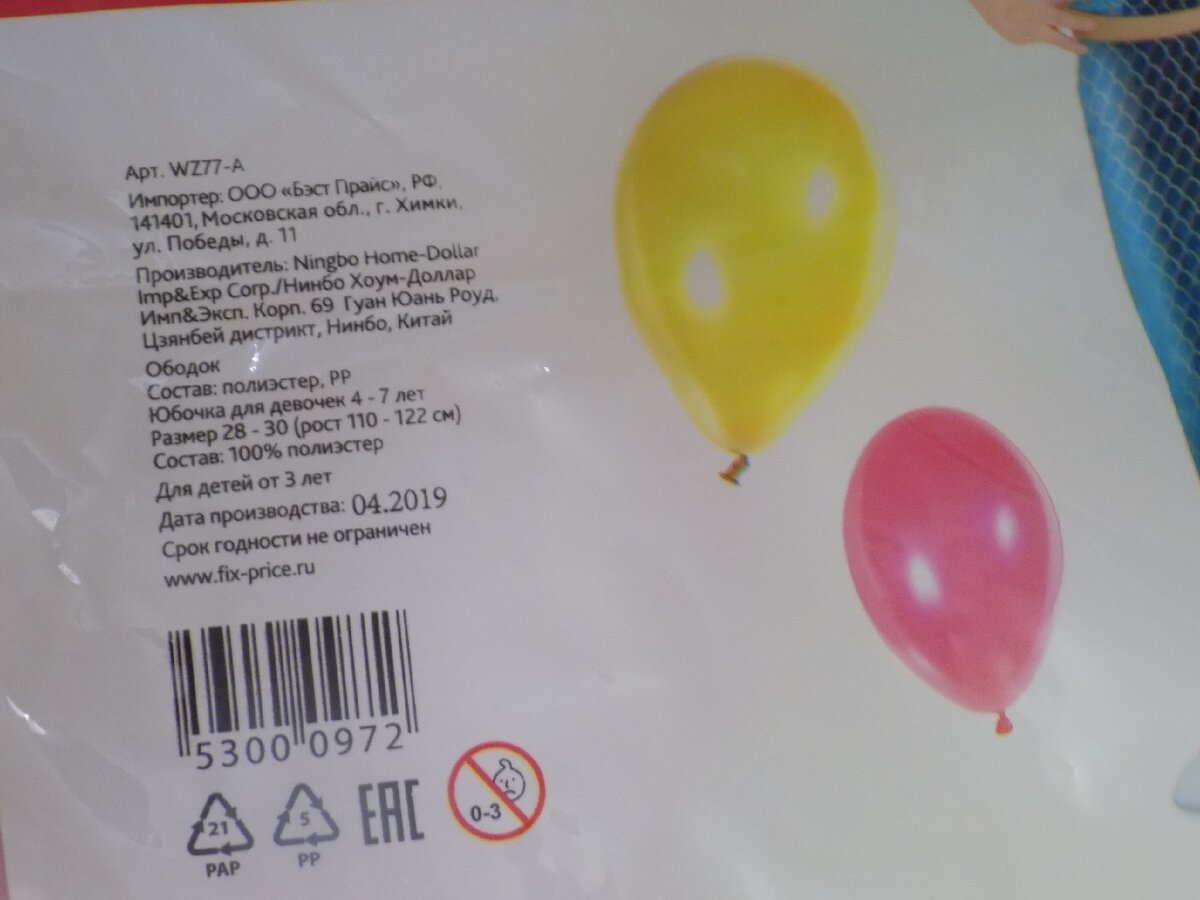 Арт. WZ77-A
Импортер: ООО «Бэст Прайс», РФ,
141401, Московская обл., г. Химки,
ул. Победы, д. 11
Производитель: Ningbo Home-Dollar
Imp&Exp Corp./Нинбо Хоум-Доллар
Имп&Эксп. Корп. 69 Гуан Юань Роуд,
Цзянбей дистрикт, Нинбо, Китай
Ободок
Состав: полиэстер, PP
Юбочка для девочек 4 - 7 лет
Размер 28 - 30 (рост 110 - 122 см)
Состав: 100% полиэстер
Для детей от 3 лет
Дата производства: 04.2019
Срок годности не ограничен
www.fix-price.ru
5300 0972
21 5 EAC 0-3
PAP PP